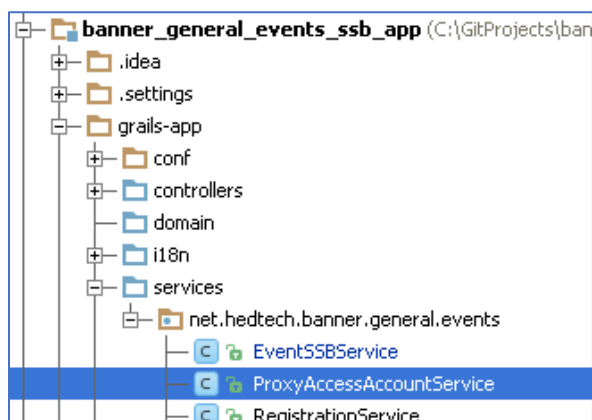 banner_general_events_ssb_app (C:\GitProjects\ban
.idea
.settings
grails-app
conf
controllers
domain
i18n
services
net.hedtech.banner.general.events
C EventSSBService
C ProxyAccessAccountService
C RegistrationService